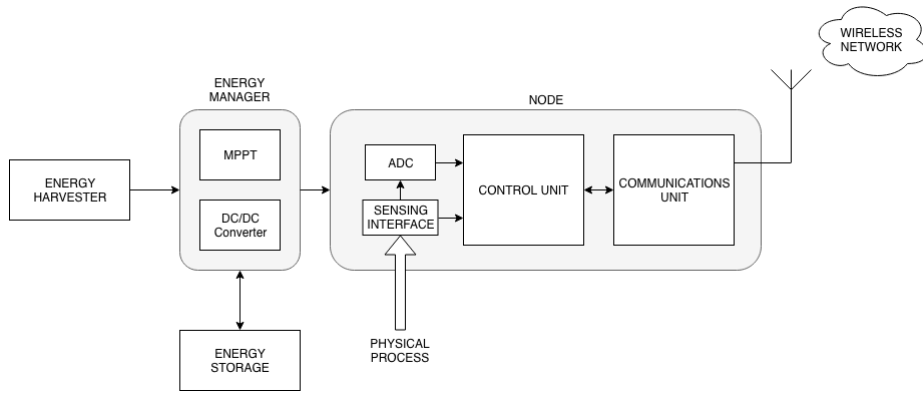 WIRELESS
NETWORK
ENERGY
MANAGER
NODE
MPPT
ADC
ENERGY
HARVESTER
CONTROL UNIT
COMMUNICATIONS
UNIT
DC/DC
Converter
SENSING
INTERFACE
PHYSICAL
PROCESS
ENERGY
STORAGE